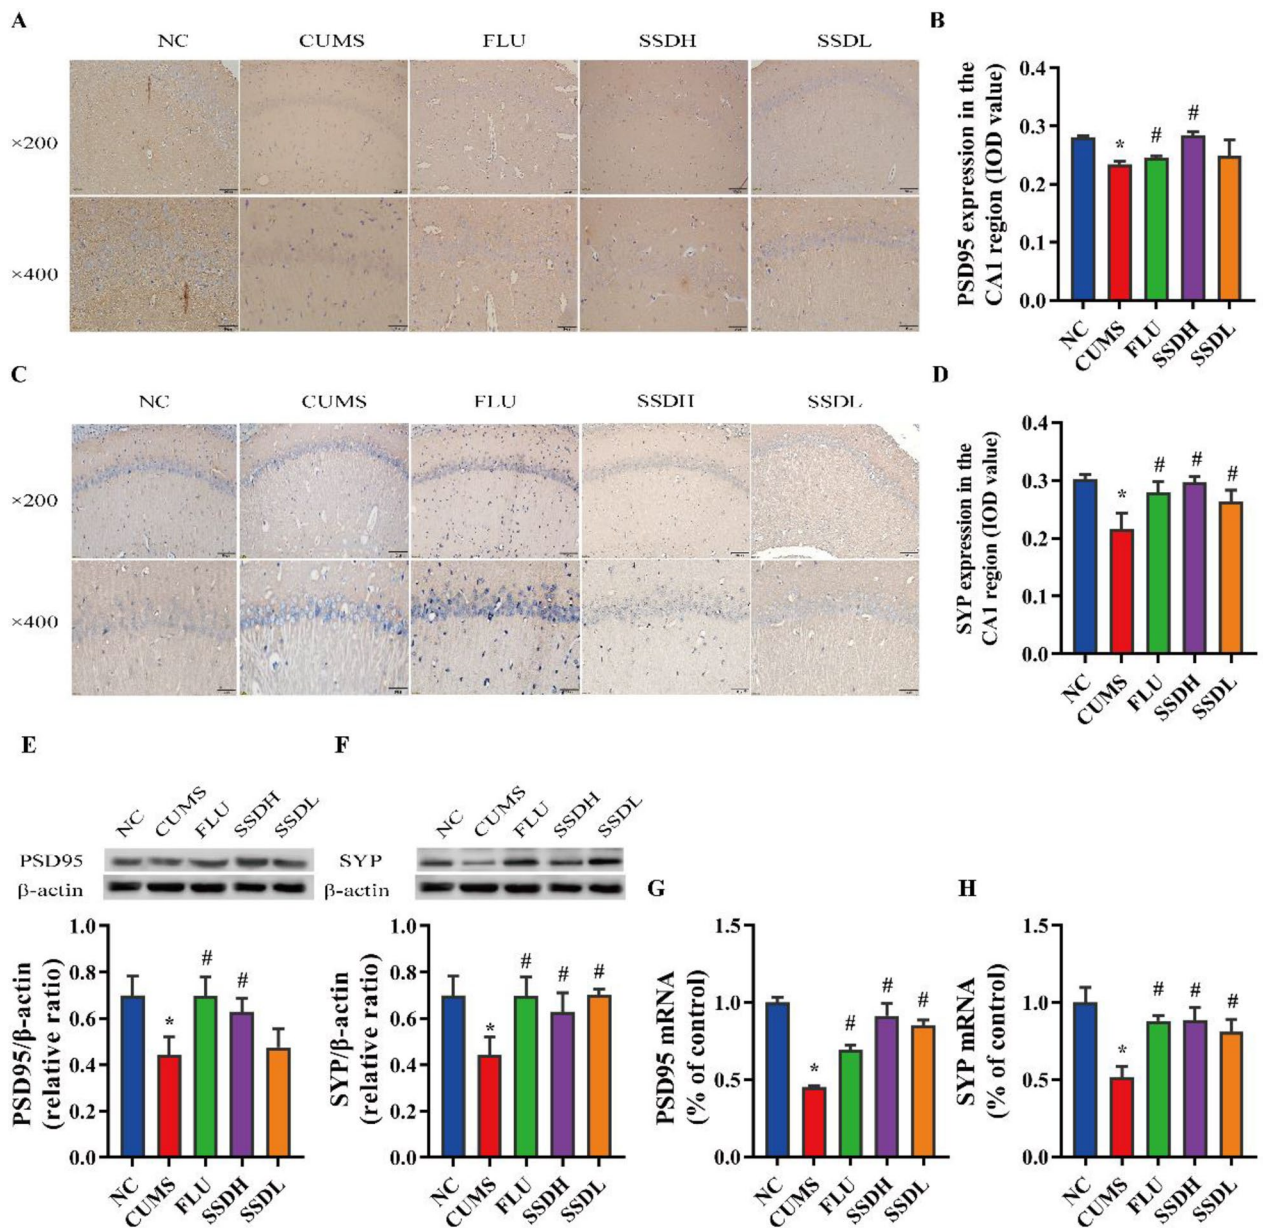 A
NC CUMS FLU SSDH SSDL
×200
×400
B
PSD95 expression in the
CA1 region (IOD value)
0.4
0.3
0.2
0.1
0.0
* # #
NC CUMS FLU SSDH SSDL
C
NC CUMS FLU SSDH SSDL
×200
×400
D
SYP expression in the
CA1 region (IOD value)
0.4
0.3
0.2
0.1
0.0
* # # #
NC CUMS FLU SSDH SSDL
E
NC CUMS FLU SSDH SSDL
PSD95
β-actin
PSD95/β-actin
(relative ratio)
1.0
0.8
0.6
0.4
0.2
0.0
* # #
NC CUMS FLU SSDH SSDL
F
NC CUMS FLU SSDH SSDL
SYP
β-actin
SYP/β-actin
(relative ratio)
1.0
0.8
0.6
0.4
0.2
0.0
* # # #
NC CUMS FLU SSDH SSDL
G
PSD95 mRNA
(% of control)
1.5
1.0
0.5
0.0
* # # #
NC CUMS FLU SSDH SSDL
H
SYP mRNA
(% of control)
1.5
1.0
0.5
0.0
* # # #
NC CUMS FLU SSDH SSDL